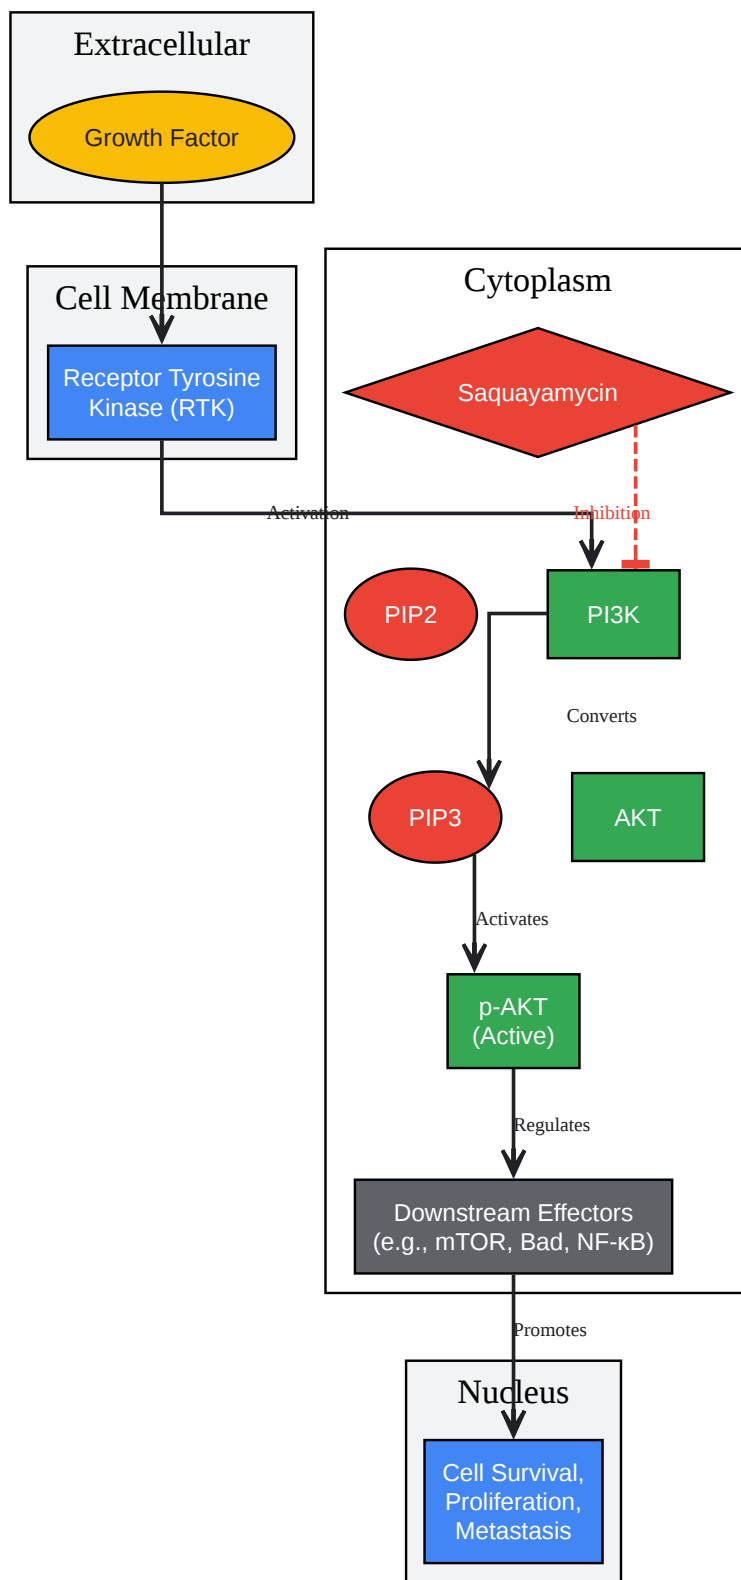 Extracellular
Growth Factor
Cell Membrane
Receptor Tyrosine
Kinase (RTK)
Cytoplasm
Saquayamycin
Activation
Inhibition
PIP2
PI3K
Converts
PIP3
AKT
Activates
p-AKT
(Active)
Regulates
Downstream Effectors
(e.g., mTOR, Bad, NF-κB)
Promotes
Nucleus
Cell Survival,
Proliferation,
Metastasis